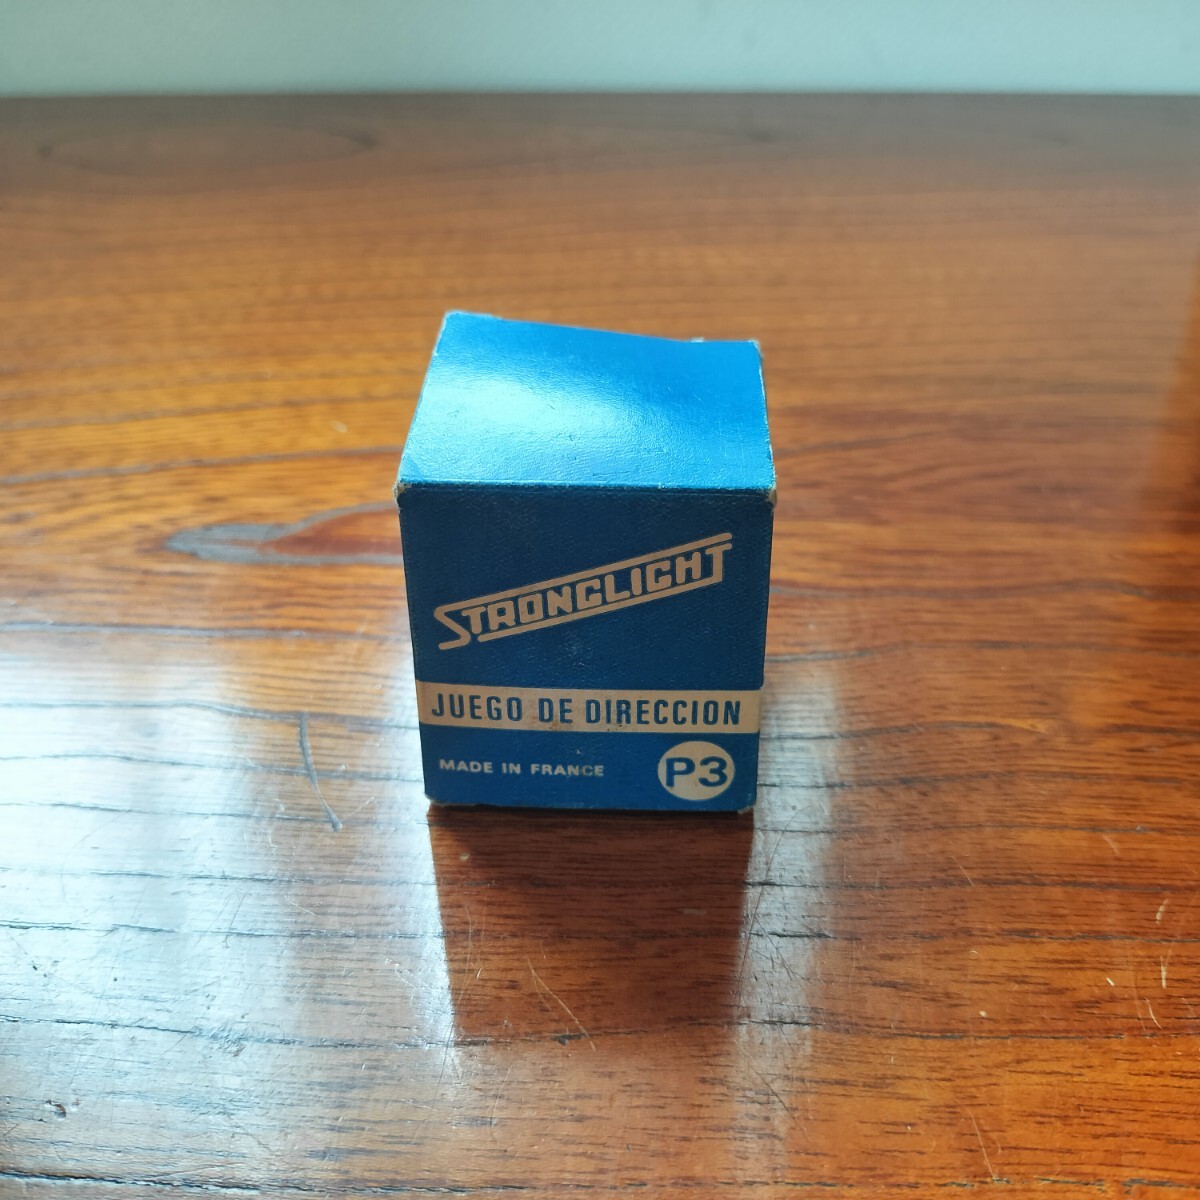 STRONGLIGHT
JUEGO DE DIRECCION
MADE IN FRANCE
P3